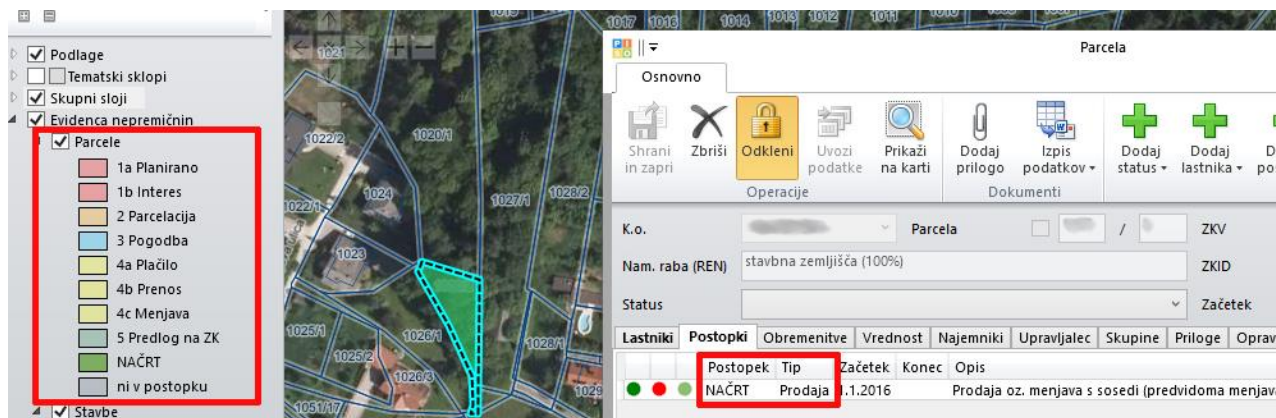 Podlage
Tematski sklopi
Skupni sloji
Evidenca nepremičnin
Parcele
1a Planirano
1b Interes
2 Parcelacija
3 Pogodba
4a Plačilo
4b Prenos
4c Menjava
5 Predlog na ZK
NAČRT
ni v postopku
Stavbe
1017 1016 1014 1013 1012 1011
1021
1022/2
1020/1
1024
1022/1
1027/1
1028/2
1023
1025/1
1026/1
1028/1
1025/2
1026/3
1029
1051/17
Parcela
Osnovno
Shrani in zapri
Zbriši
Odkleni
Uvozi podatke
Prikaži na karti
Dodaj prilogo
Izpis podatkov
Dodaj status
Dodaj lastnika
Operacije
Dokumenti
K.o. Parcela / ZKV
Nam. raba (REN) stavbna zemljišča (100%) ZKID
Status Začetek
Lastniki Postopki Obremenitve Vrednost Najemniki Upravljalec Skupine Priloge Oprav
Postopek Tip Začetek Konec Opis
NAČRT Prodaja 1.1.2016 Prodaja oz. menjava s sosedi (predvidoma menjav